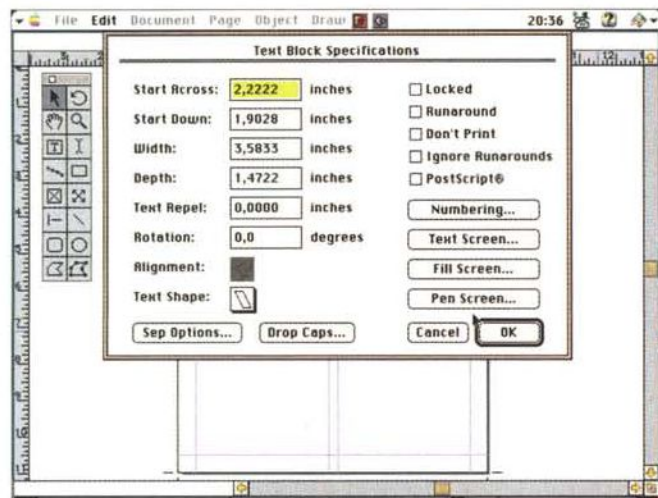 File Edit Document Page Object Draw 20:36
Text Block Specifications
Start Across: 2,2222 inches
Start Down: 1,9028 inches
Width: 3,5833 inches
Depth: 1,4722 inches
Text Repel: 0,0000 inches
Rotation: 0,0 degrees
Alignment:
Text Shape:
Locked
Runaround
Don't Print
Ignore Runarounds
PostScript®
Numbering...
Text Screen...
Fill Screen...
Pen Screen...
Sep Options... Drop Caps... Cancel OK